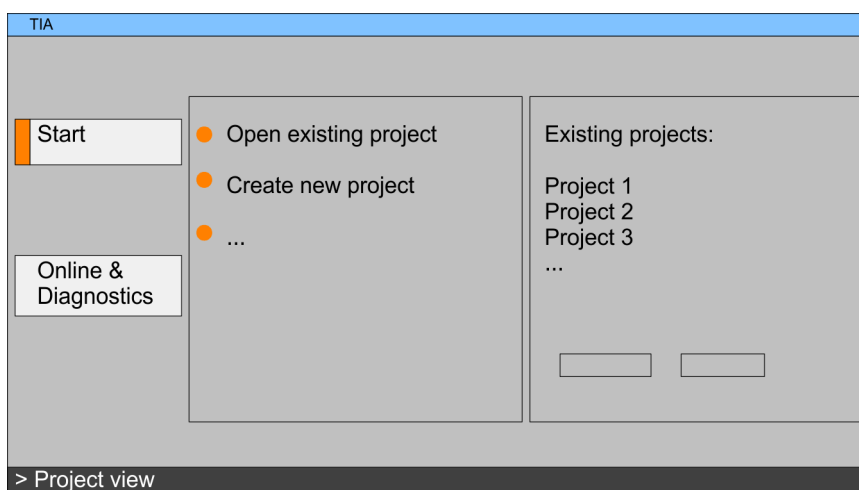 TIA
Start
Online &
Diagnostics
Open existing project
Create new project
...
Existing projects:
Project 1
Project 2
Project 3
...
> Project view